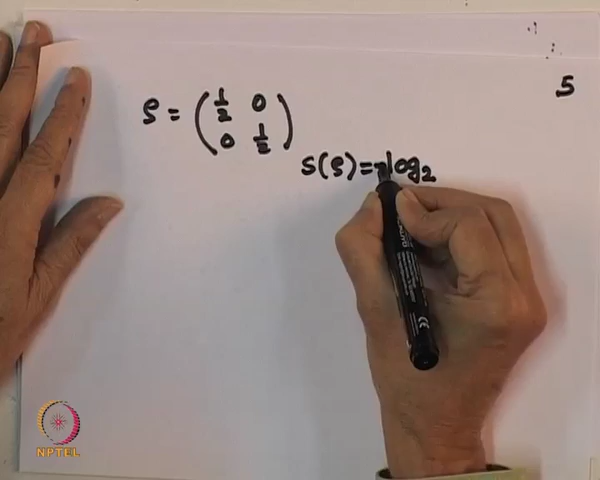 5
ρ = (1/2 0
0 1/2)
S(ρ)=-log2
NPTEL